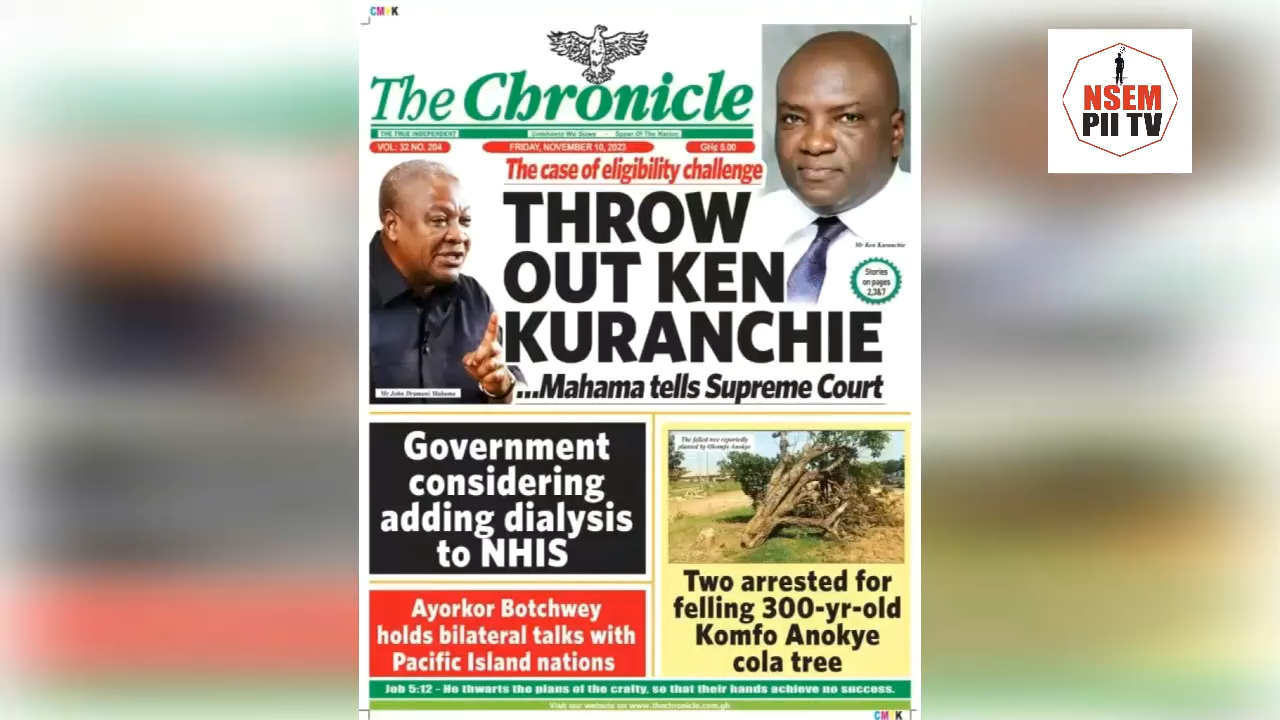 CMYK
The Chronicle
THE TRUE INDEPENDENT
Umkhonto We Sizwe - Spear Of The Nation
VOL: 32 NO. 204
FRIDAY, NOVEMBER 10, 2023
GH¢ 5.00
The case of eligibility challenge
THROW
OUT KEN
KURANCHIE
...Mahama tells Supreme Court
Mr Ken Kuranchie
Stories
on pages
2,3&7
Mr John Dramani Mahama
Government
considering
adding dialysis
to NHIS
Ayorkor Botchwey
holds bilateral talks with
Pacific Island nations
The felled tree reportedly
planted by Okomfo Anokye
Two arrested for
felling 300-yr-old
Komfo Anokye
cola tree
Job 5:12 - He thwarts the plans of the crafty, so that their hands achieve no success.
Visit our website on www.thechronicle.com.gh
CMYK
NSEM
PII TV